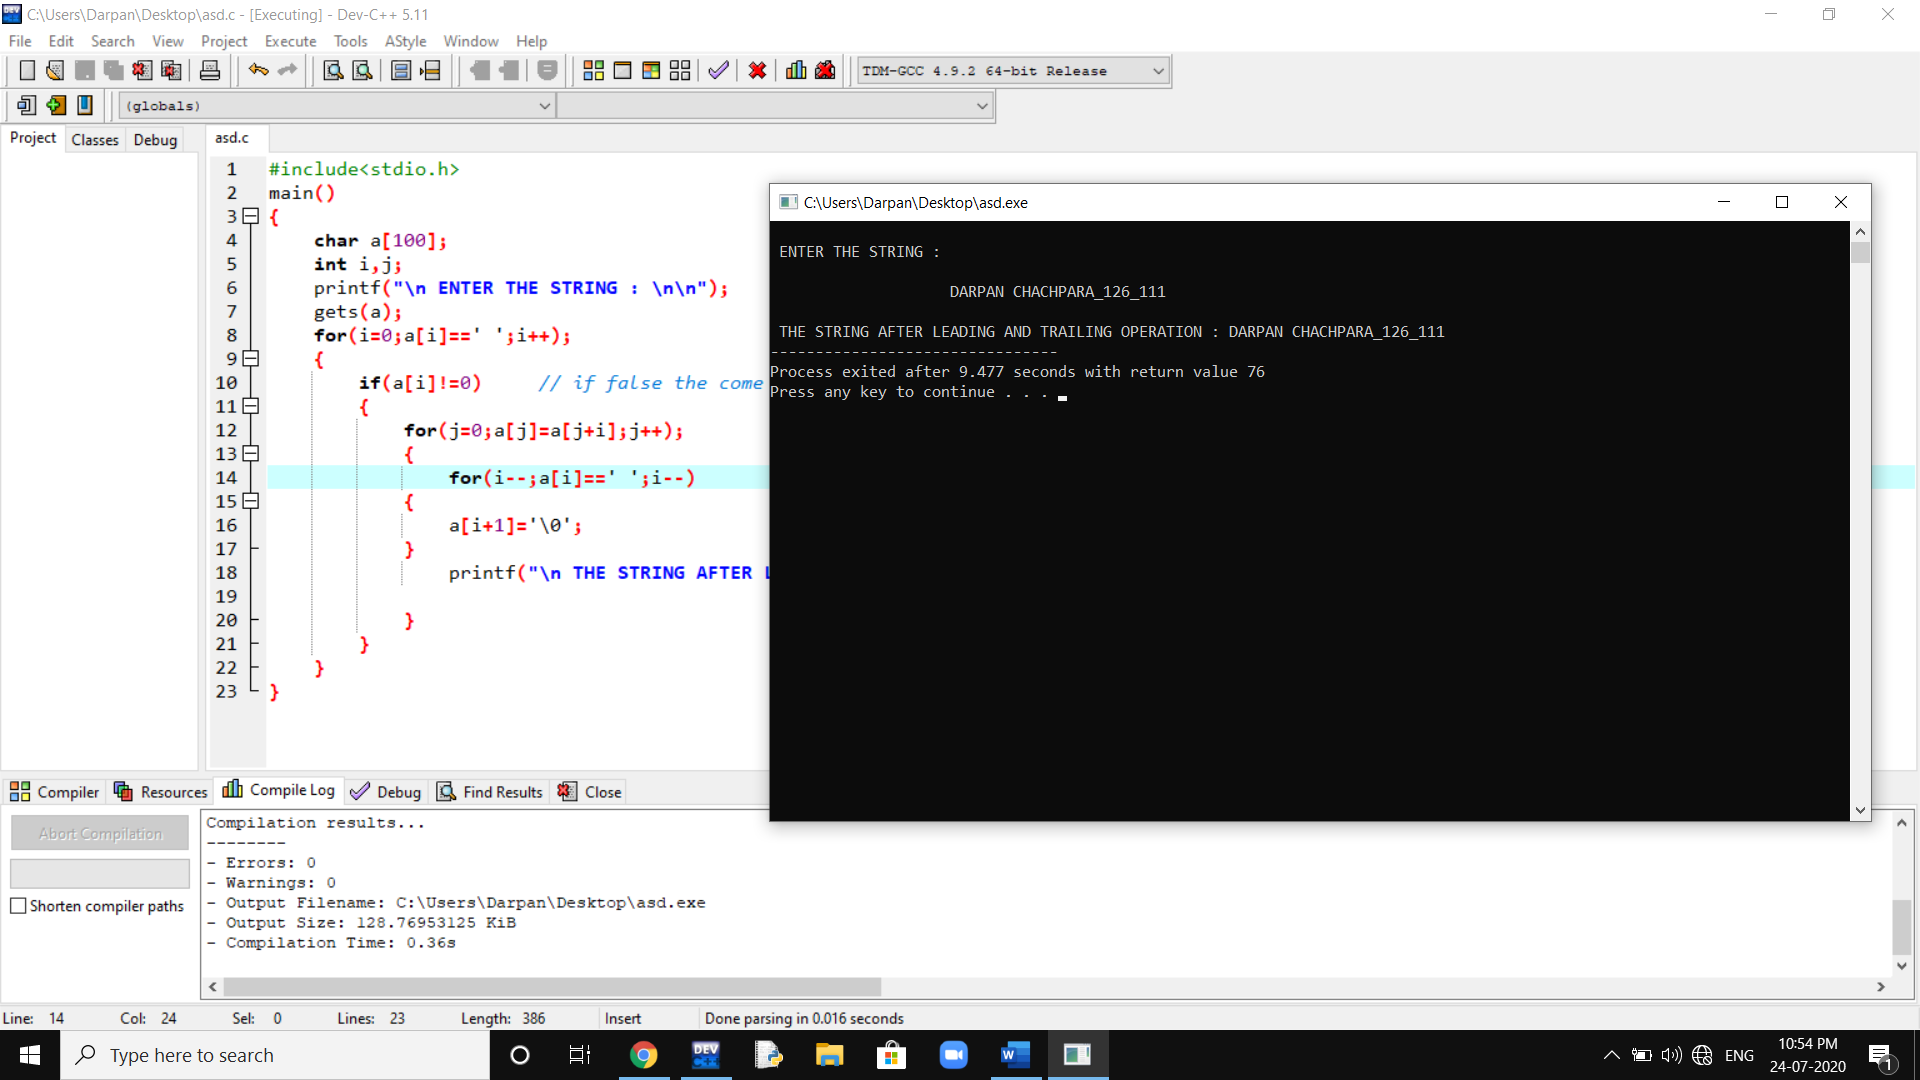 C:\Users\Darpan\Desktop\asd.c - [Executing] - Dev-C++ 5.11
File Edit Search View Project Execute Tools AStyle Window Help
TDM-GCC 4.9.2 64-bit Release
(globals)
Project Classes Debug
asd.c
1 #include<stdio.h>
2 main()
3 {
4 char a[100];
5 int i,j;
6 printf("\n ENTER THE STRING : \n\n");
7 gets(a);
8 for(i=0;a[i]==' ';i++);
9 {
10 if(a[i]!=0) // if false the come
11 {
12 for(j=0;a[j]=a[j+i];j++);
13 {
14 for(i--;a[i]==' ';i--)
15 {
16 a[i+1]='\0';
17 }
18 printf("\n THE STRING AFTER
19
20 }
21 }
22 }
23 }
C:\Users\Darpan\Desktop\asd.exe
ENTER THE STRING :
DARPAN CHACHPARA_126_111
THE STRING AFTER LEADING AND TRAILING OPERATION : DARPAN CHACHPARA_126_111
--------------------------------
Process exited after 9.477 seconds with return value 76
Press any key to continue . . .
Compiler Resources Compile Log Debug Find Results Close
Abort Compilation
Shorten compiler paths
Compilation results...
--------
- Errors: 0
- Warnings: 0
- Output Filename: C:\Users\Darpan\Desktop\asd.exe
- Output Size: 128.76953125 KiB
- Compilation Time: 0.36s
Line: 14 Col: 24 Sel: 0 Lines: 23 Length: 386 Insert Done parsing in 0.016 seconds
Type here to search
DEV
ENG
10:54 PM
24-07-2020
1